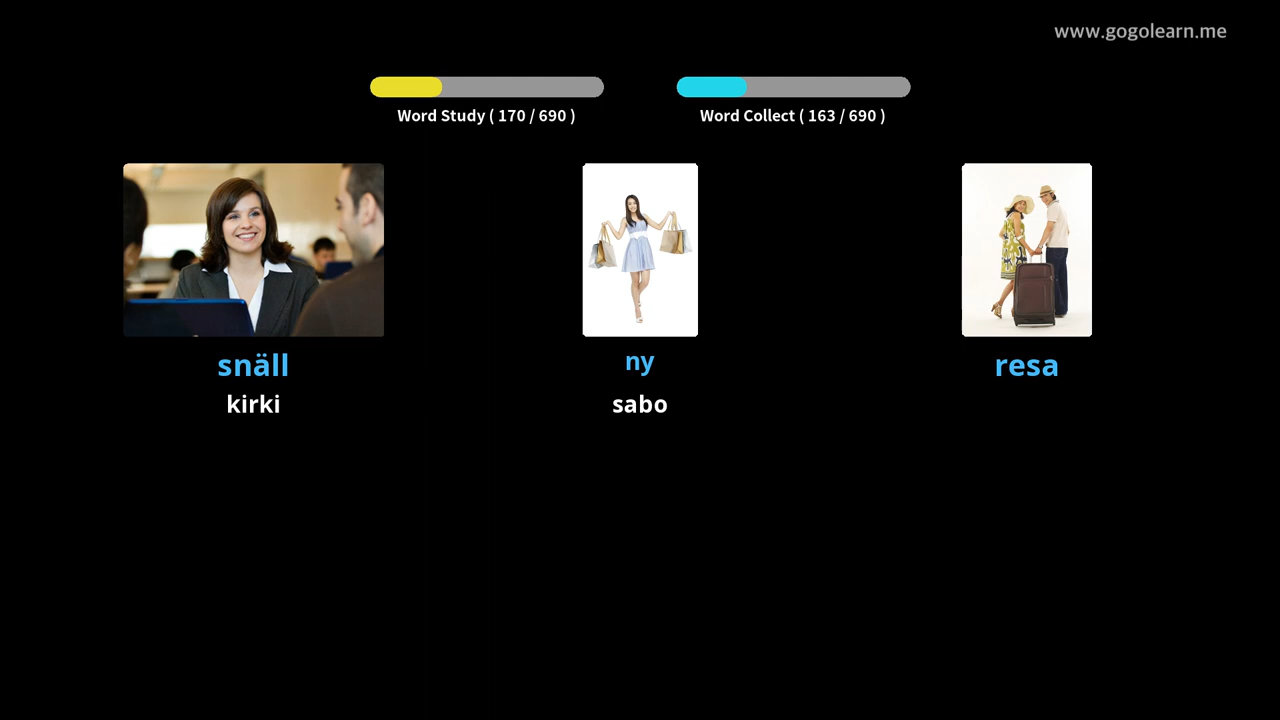 www.gogolearn.me
Word Study ( 170 / 690 )
Word Collect ( 163 / 690 )
snäll
kirki
ny
sabo
resa